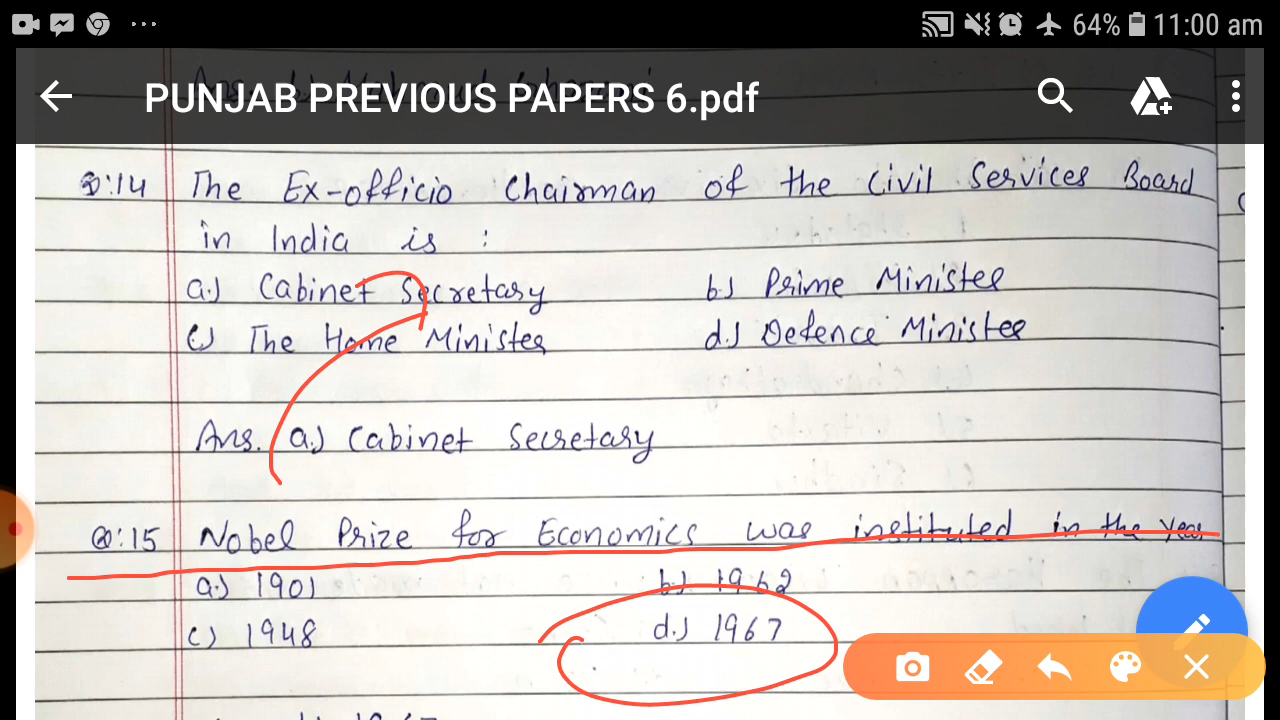 64% 11:00 am
PUNJAB PREVIOUS PAPERS 6.pdf
Q:14 The Ex-officio Chairman of the Civil Services Board
in India is :
a.) Cabinet Secretary b.) Prime Minister
c.) The Home Minister d.) Defence Minister
Ans. a.) Cabinet Secretary
Q:15 Nobel Prize for Economics was instituted in the year
a.) 1901 b.) 1962
c.) 1948 d.) 1967